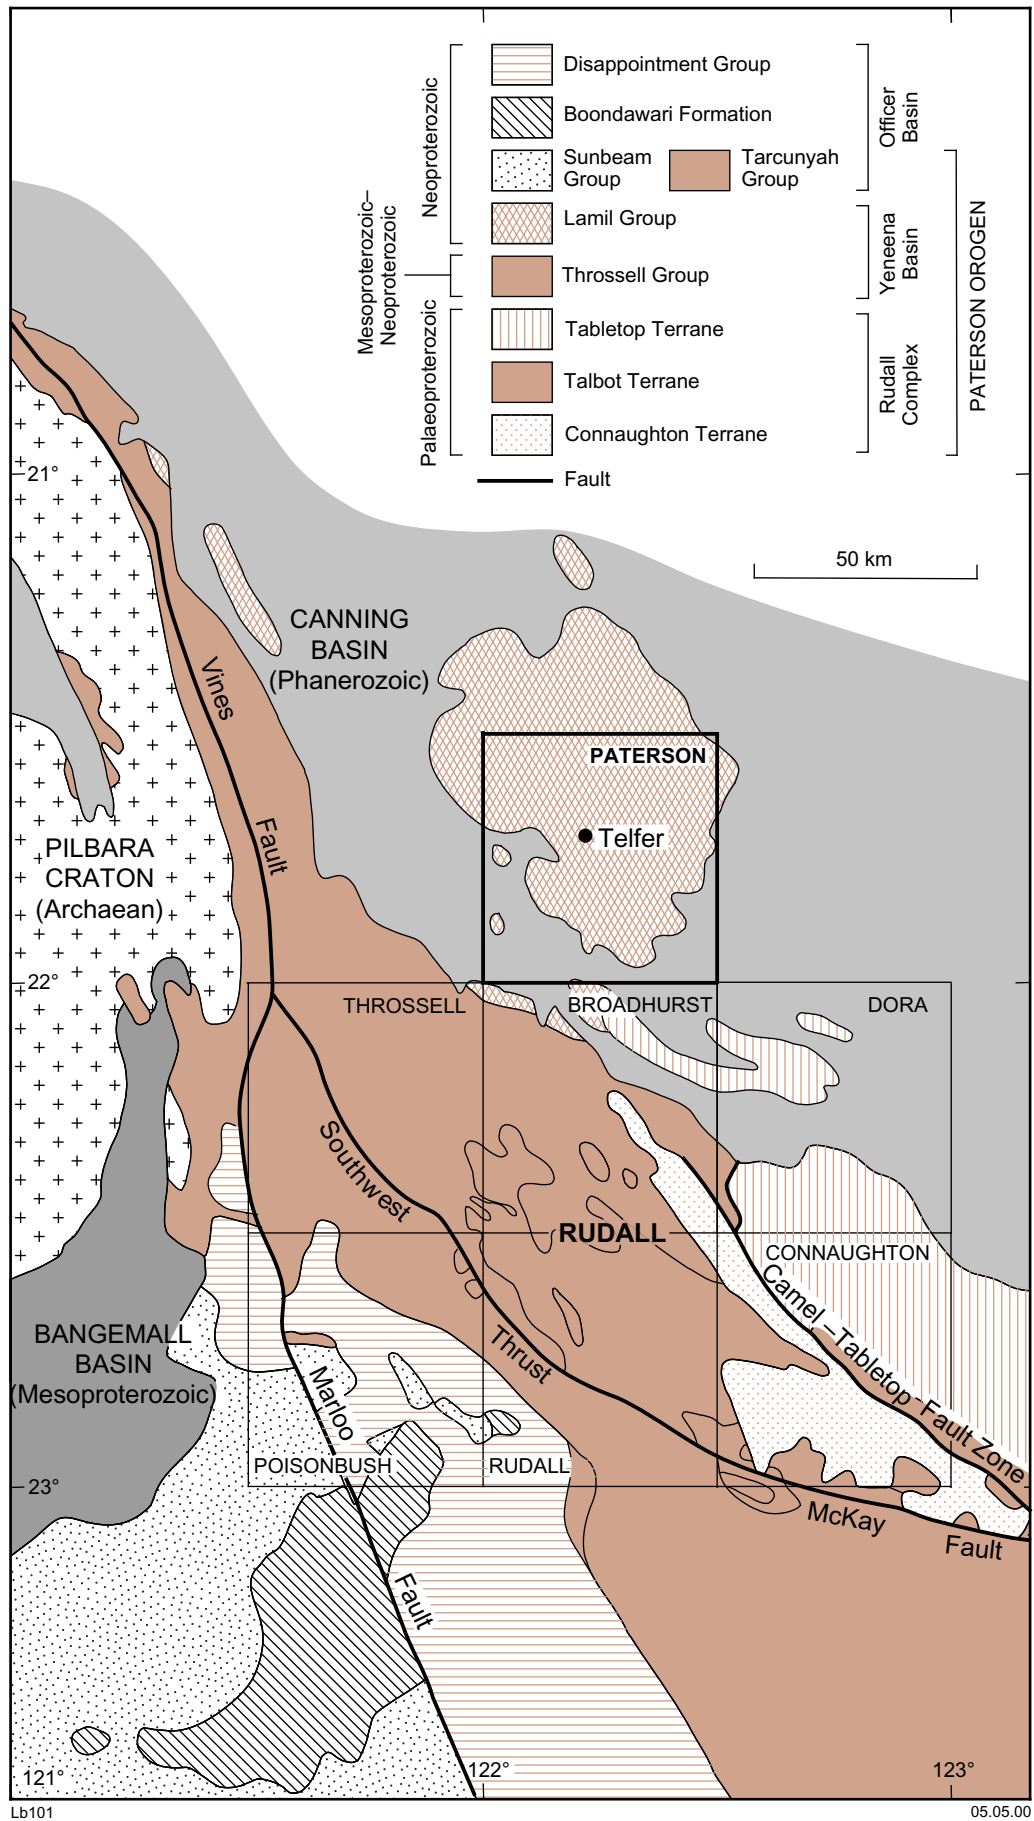 Disappointment Group
Boondawari Formation
Sunbeam
Group
Tarcunyah
Group
Lamil Group
Throssell Group
Tabletop Terrane
Talbot Terrane
Connaughton Terrane
Fault
Neoproterozoic
Mesoproterozoic–
Neoproterozoic
Palaeoproterozoic
Officer
Basin
Yeneena
Basin
Rudall
Complex
PATERSON OROGEN
21°
50 km
CANNING
BASIN
(Phanerozoic)
Vines
Fault
PATERSON
Telfer
PILBARA
CRATON
(Archaean)
22°
THROSSELL
BROADHURST
DORA
Southwest
Thrust
RUDALL
CONNAUGHTON
Camel – Tabletop Fault Zone
BANGEMALL
BASIN
(Mesoproterozoic)
Marloo
Fault
POISONBUSH
RUDALL
23°
McKay
Fault
121°
122°
123°
Lb101
05.05.00